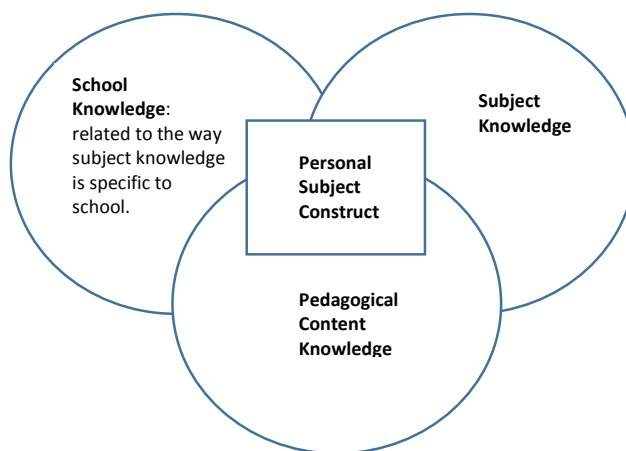 School
Knowledge:
related to the way
subject knowledge
is specific to
school.
Subject
Knowledge
Personal
Subject
Construct
Pedagogical
Content
Knowledge